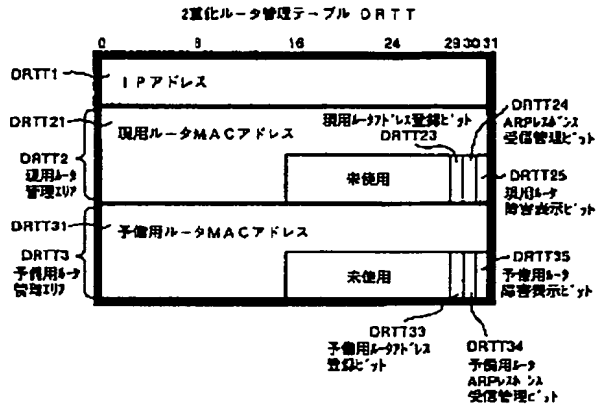 2重化ルータ管理テーブル DRTT
0 8 16 24 29 30 31
DRTT1
IPアドレス
DRTT21
現用ルータMACアドレス
現用ルータアドレス登録ビット
DRTT23
DRTT24
ARPレスポンス
受信管理ビット
DRTT2
現用ルータ
管理エリア
未使用
DRTT25
現用ルータ
障害表示ビット
DRTT31
予備用ルータMACアドレス
DRTT3
予備用ルータ
管理エリア
未使用
DRTT35
予備用ルータ
障害表示ビット
DRTT33
予備用ルータアドレス
登録ビット
DRTT34
予備用ルータ
ARPレスポンス
受信管理ビット